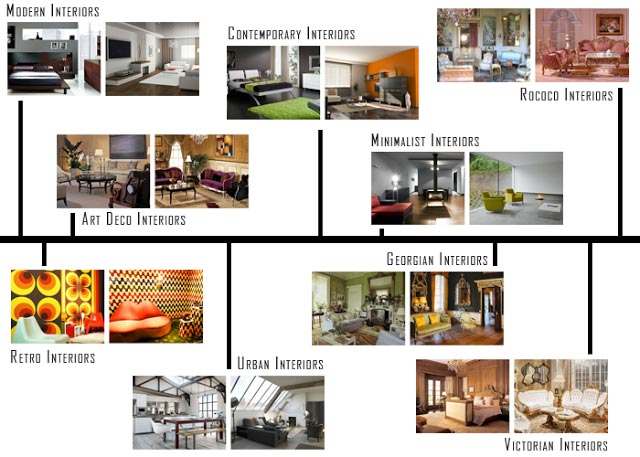 Modern Interiors
Contemporary Interiors
Rococo Interiors
Minimalist Interiors
Art Deco Interiors
Georgian Interiors
Retro Interiors
Urban Interiors
Victorian Interiors